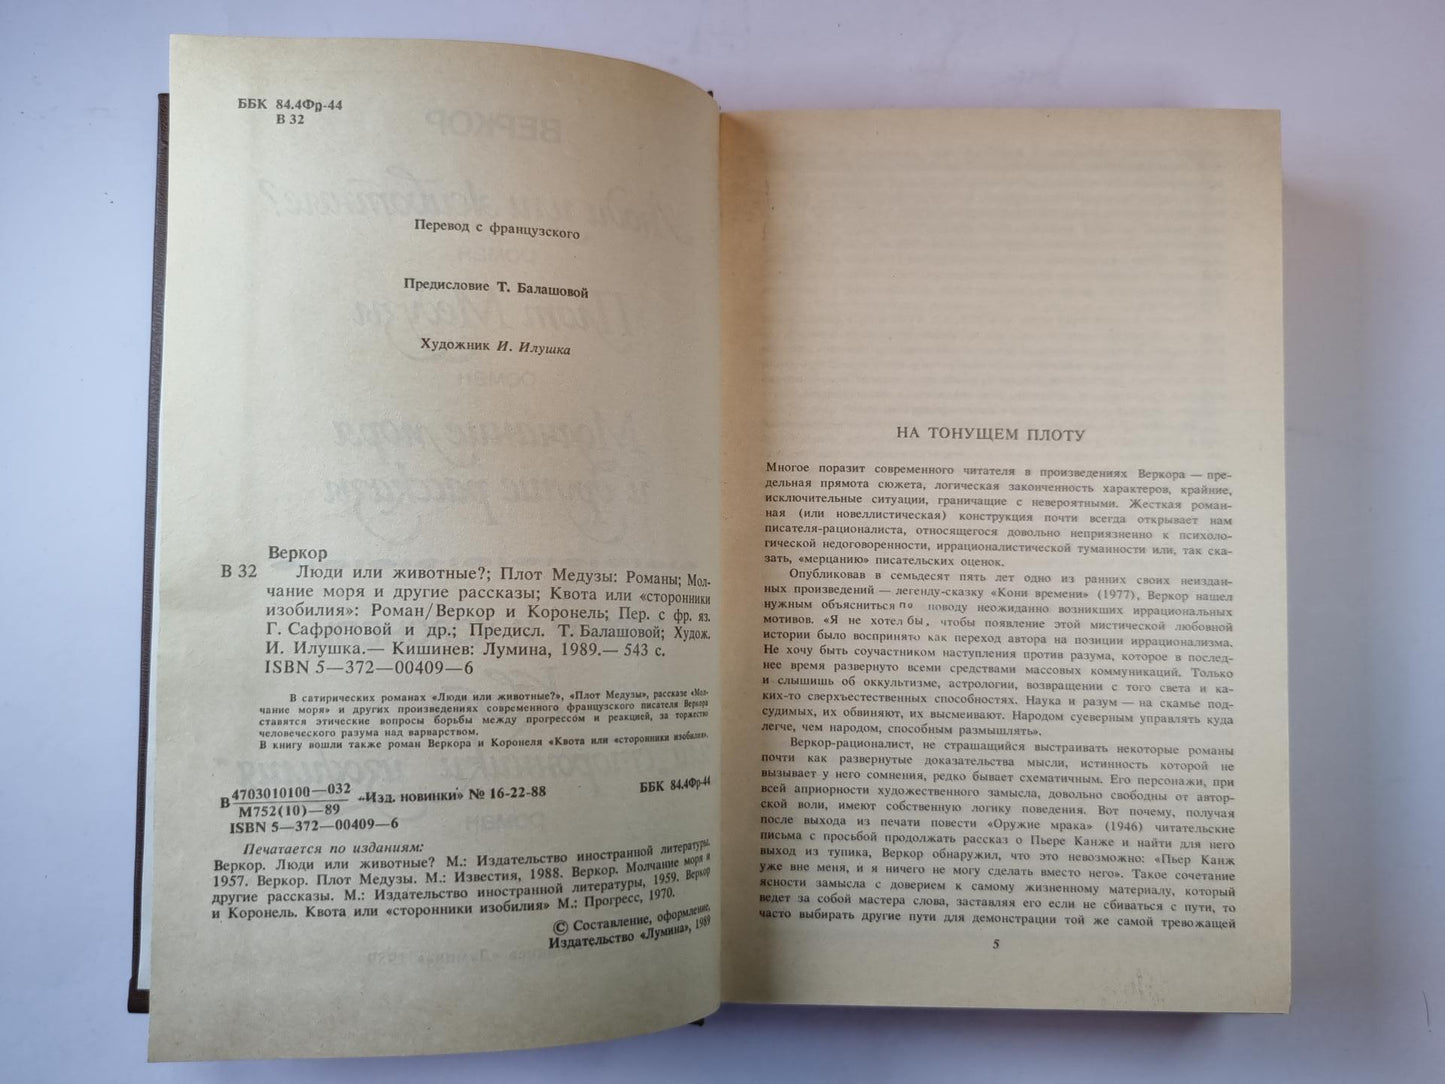 ББК 84.4Фр-44
В 32
Перевод с французского
Предисловие Т. Балашовой
Художник И. Илушка
Веркор
В 32 Люди или животные?; Плот Медузы: Романы; Мол-
чание моря и другие рассказы; Квота или «сторонники
изобилия»: Роман/Веркор и Коронель; Пер. с фр. яз.
Г. Сафроновой и др.; Предисл. Т. Балашовой; Худож.
И. Илушка.— Кишинев: Лумина, 1989.— 543 с.
ISBN 5—372—00409—6
В сатирических романах «Люди или животные?», «Плот Медузы», рассказе «Мол-
чание моря» и других произведениях современного французского писателя Веркора
ставятся этические вопросы борьбы между прогрессом и реакцией, за торжество
человеческого разума над варварством.
В книгу вошли также роман Веркора и Коронеля «Квота или «сторонники изобилия».
В 4703010100—032
М752(10)—89 «Изд. новинки» № 16-22-88 ББК 84.4Фр-44
ISBN 5—372—00409—6
Печатается по изданиям:
Веркор. Люди или животные? М.: Издательство иностранной литературы,
1957. Веркор. Плот Медузы. М.: Известия, 1988. Веркор. Молчание моря и
другие рассказы. М.: Издательство иностранной литературы, 1959. Веркор
и Коронель. Квота или «сторонники изобилия» М.: Прогресс, 1970.
© Составление, оформление,
Издательство «Лумина», 1989
НА ТОНУЩЕМ ПЛОТУ
Многое поразит современного читателя в произведениях Веркора — пре-
дельная прямота сюжета, логическая законченность характеров, крайние,
исключительные ситуации, граничащие с невероятными. Жесткая роман-
ная (или новеллистическая) конструкция почти всегда открывает нам
писателя-рационалиста, относящегося довольно неприязненно к психоло-
гической недоговоренности, иррационалистической туманности или, так ска-
зать, «мерцанию» писательских оценок.
Опубликовав в семьдесят пять лет одно из ранних своих неиздан-
ных произведений — легенду-сказку «Кони времени» (1977), Веркор нашел
нужным объясниться по поводу неожиданно возникших иррациональных
мотивов. «Я не хотел бы, чтобы появление этой мистической любовной
истории было воспринято как переход автора на позиции иррационализма.
Не хочу быть соучастником наступления против разума, которое в послед-
нее время развернуто всеми средствами массовых коммуникаций. Только
и слышишь об оккультизме, астрологии, возвращении с того света и ка-
ких-то сверхъестественных способностях. Наука и разум — на скамье под-
судимых, их обвиняют, их высмеивают. Народом суеверным управлять куда
легче, чем народом, способным размышлять».
Веркор-рационалист, не страшащийся выстраивать некоторые романы
почти как развернутые доказательства мысли, истинность которой не
вызывает у него сомнения, редко бывает схематичным. Его персонажи, при
всей априорности художественного замысла, довольно свободны от автор-
ской воли, имеют собственную логику поведения. Вот почему, получая
после выхода из печати повести «Оружие мрака» (1946) читательские
письма с просьбой продолжать рассказ о Пьере Канже и найти для него
выход из тупика, Веркор обнаружил, что это невозможно: «Пьер Канж
уже вне меня, и я ничего не могу сделать вместо него». Такое сочетание
ясности замысла с доверием к самому жизненному материалу, который
ведет за собой мастера слова, заставляя его если не сбиваться с пути, то
часто выбирать другие пути для демонстрации той же самой тревожащей
5